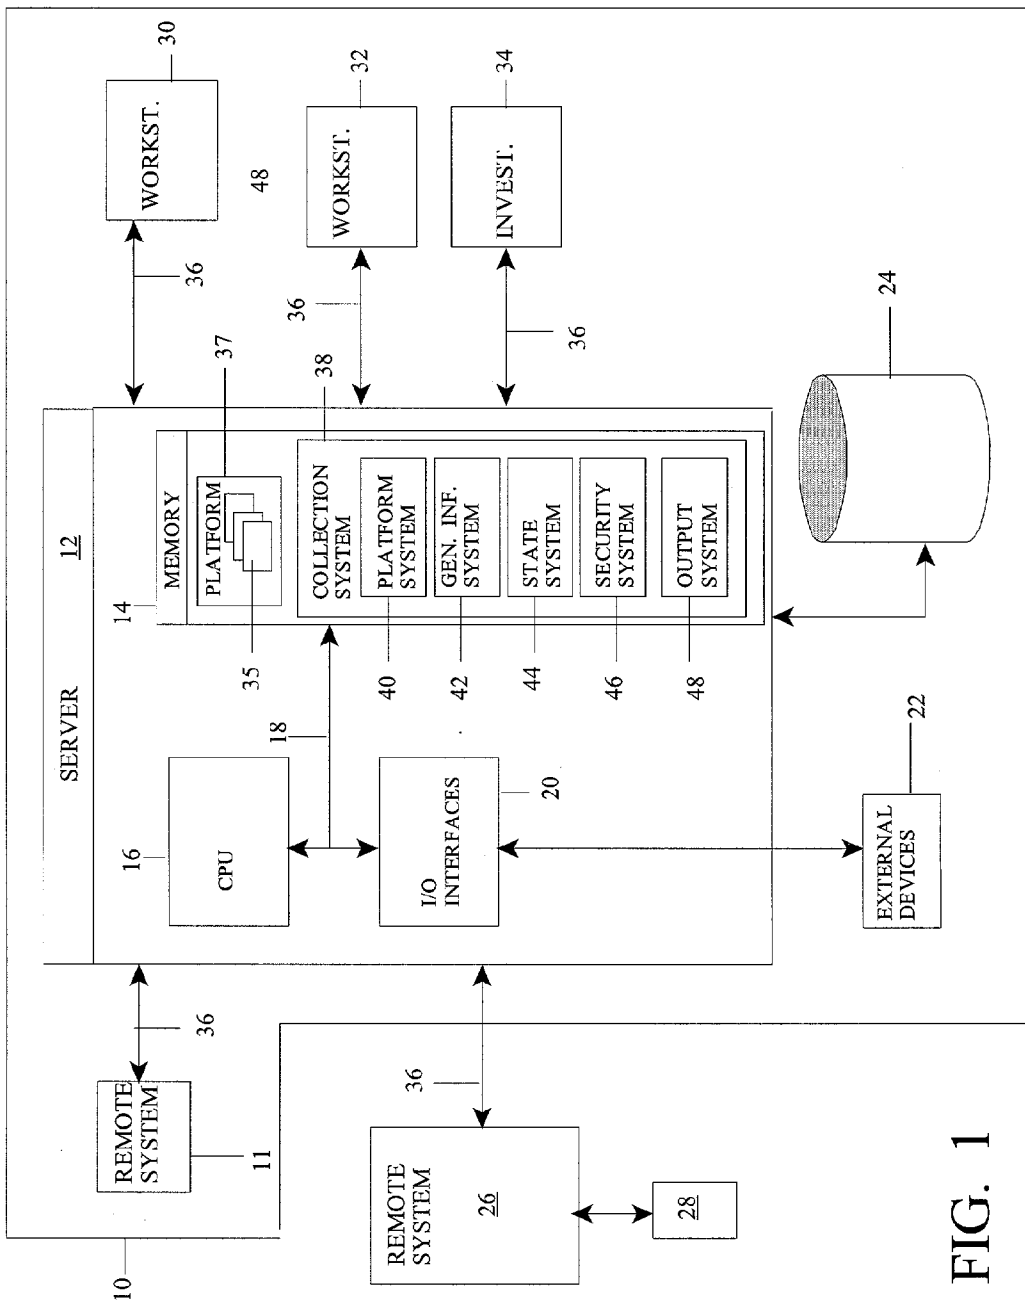 10
REMOTE
SYSTEM
11
36
SERVER
12
16
CPU
18
14
MEMORY
PLATFORM
37
35
COLLECTION
SYSTEM
38
PLATFORM
SYSTEM
40
GEN. INF.
SYSTEM
42
STATE
SYSTEM
44
SECURITY
SYSTEM
46
OUTPUT
SYSTEM
48
36
WORKST.
30
48
36
WORKST.
32
36
INVEST.
34
I/O
INTERFACES
20
36
REMOTE
SYSTEM
26
28
EXTERNAL
DEVICES
22
24
FIG. 1